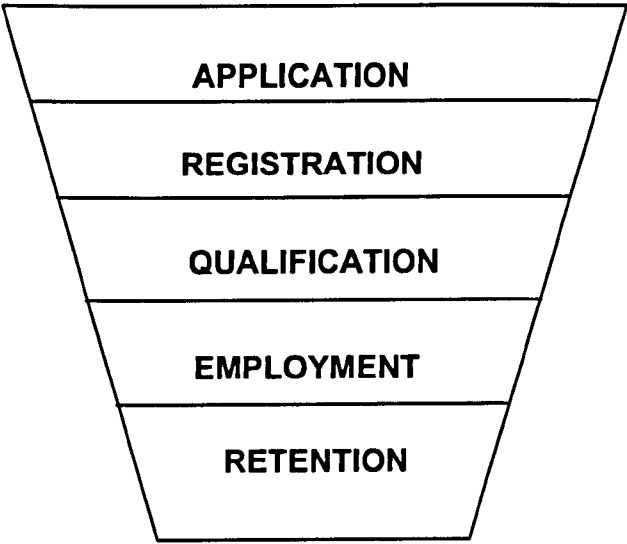 APPLICATION
REGISTRATION
QUALIFICATION
EMPLOYMENT
RETENTION